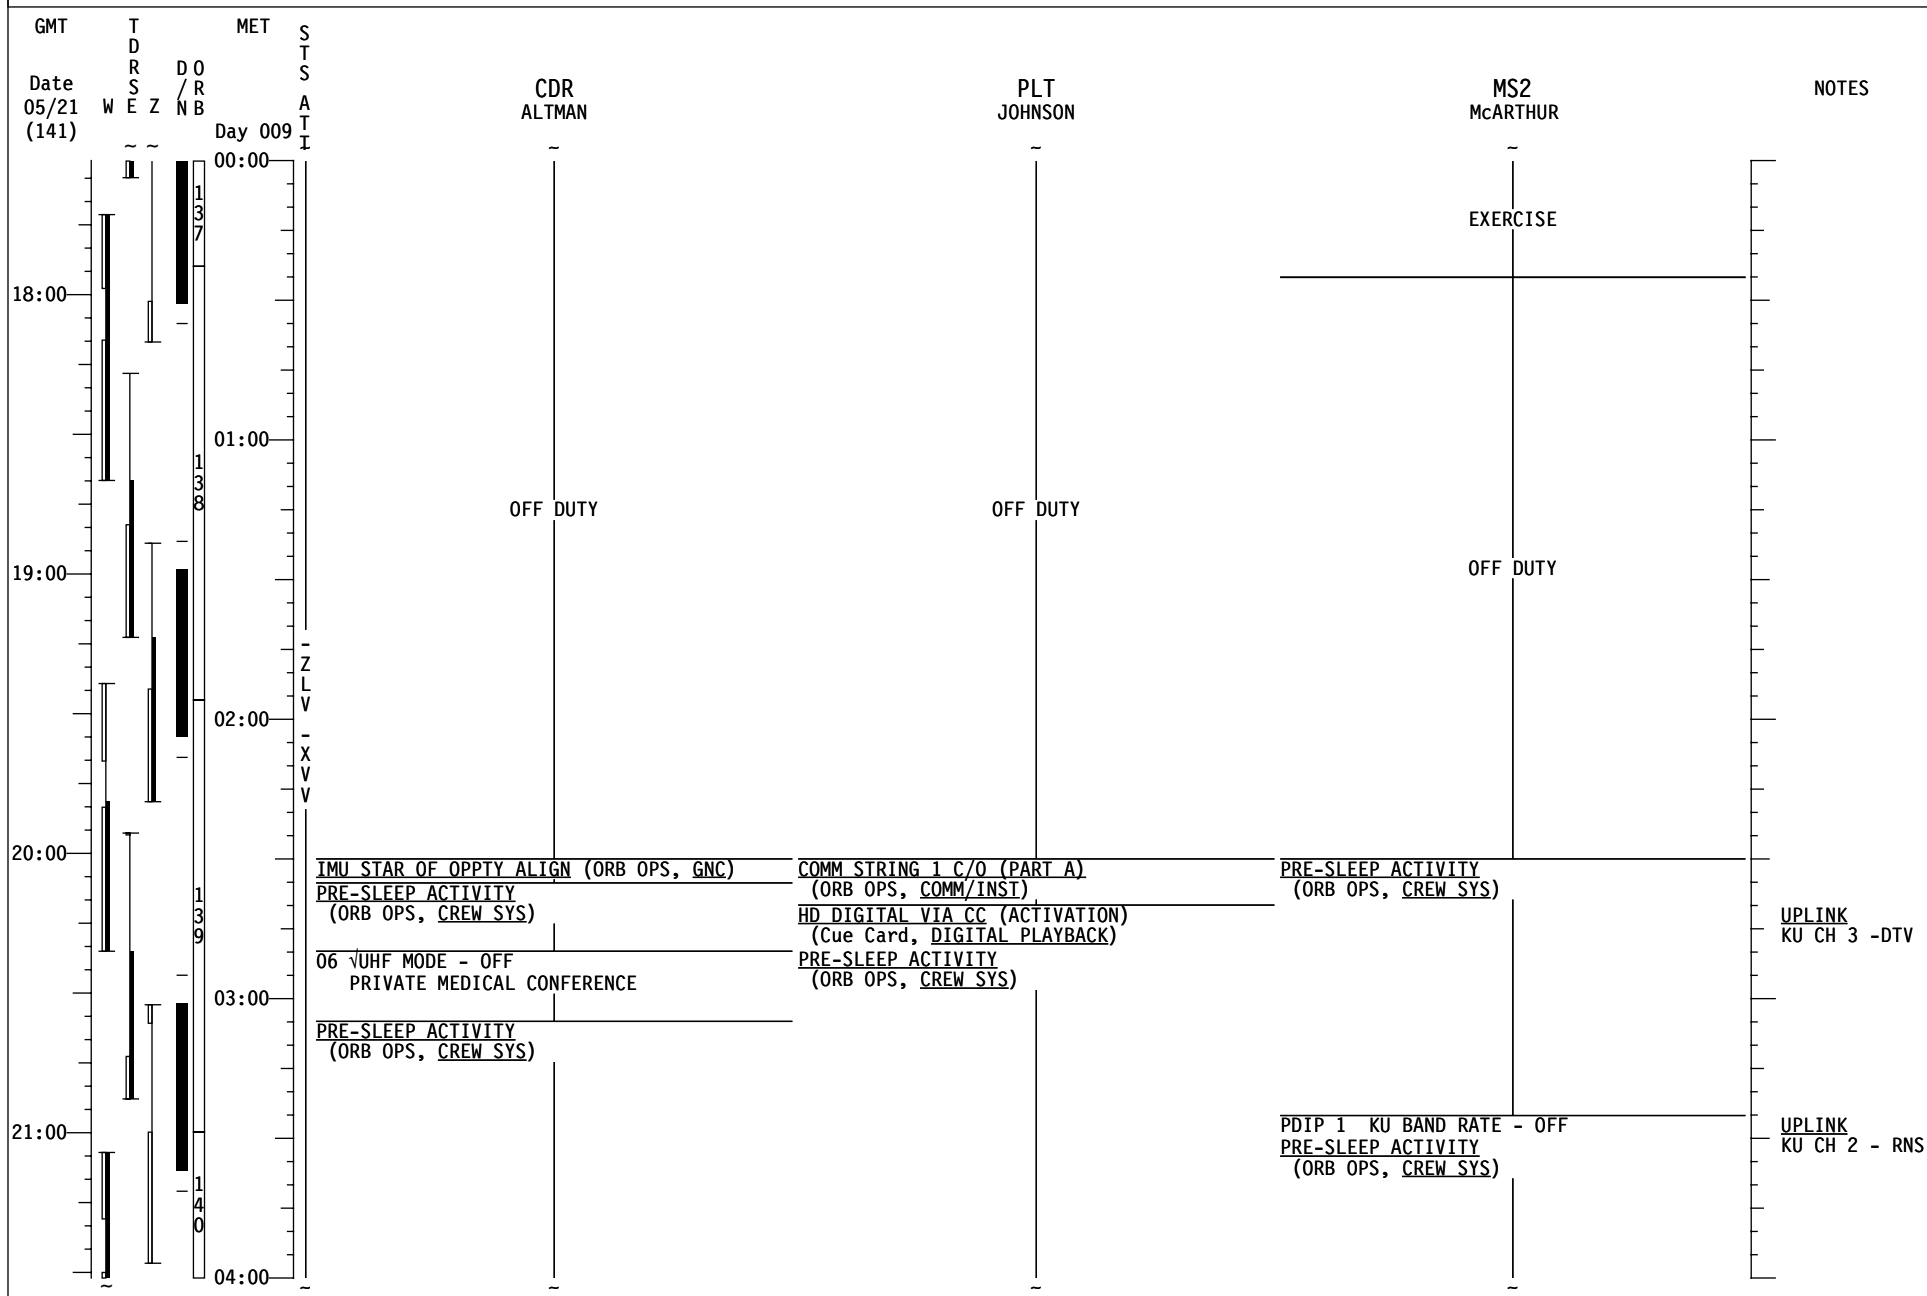 GMT
TDRS
MET
STS ATT
Date
05/21
(141)
W E Z
D/N
ORB
Day 009
CDR
ALTMAN
PLT
JOHNSON
MS2
McARTHUR
NOTES
~ ~ ~ ~ ~
00:00
137
EXERCISE
18:00
01:00
138
OFF DUTY
OFF DUTY
19:00
OFF DUTY
-ZLV -XVV
02:00
20:00
IMU STAR OF OPPTY ALIGN (ORB OPS, GNC)
PRE-SLEEP ACTIVITY
(ORB OPS, CREW SYS)
COMM STRING 1 C/O (PART A)
(ORB OPS, COMM/INST)
PRE-SLEEP ACTIVITY
(ORB OPS, CREW SYS)
139
HD DIGITAL VIA CC (ACTIVATION)
(Cue Card, DIGITAL PLAYBACK)
UPLINK
KU CH 3 -DTV
O6 √UHF MODE - OFF
PRIVATE MEDICAL CONFERENCE
PRE-SLEEP ACTIVITY
(ORB OPS, CREW SYS)
03:00
PRE-SLEEP ACTIVITY
(ORB OPS, CREW SYS)
21:00
PDIP 1 KU BAND RATE - OFF
PRE-SLEEP ACTIVITY
(ORB OPS, CREW SYS)
UPLINK
KU CH 2 - RNS
140
04:00
~ ~ ~ ~ ~